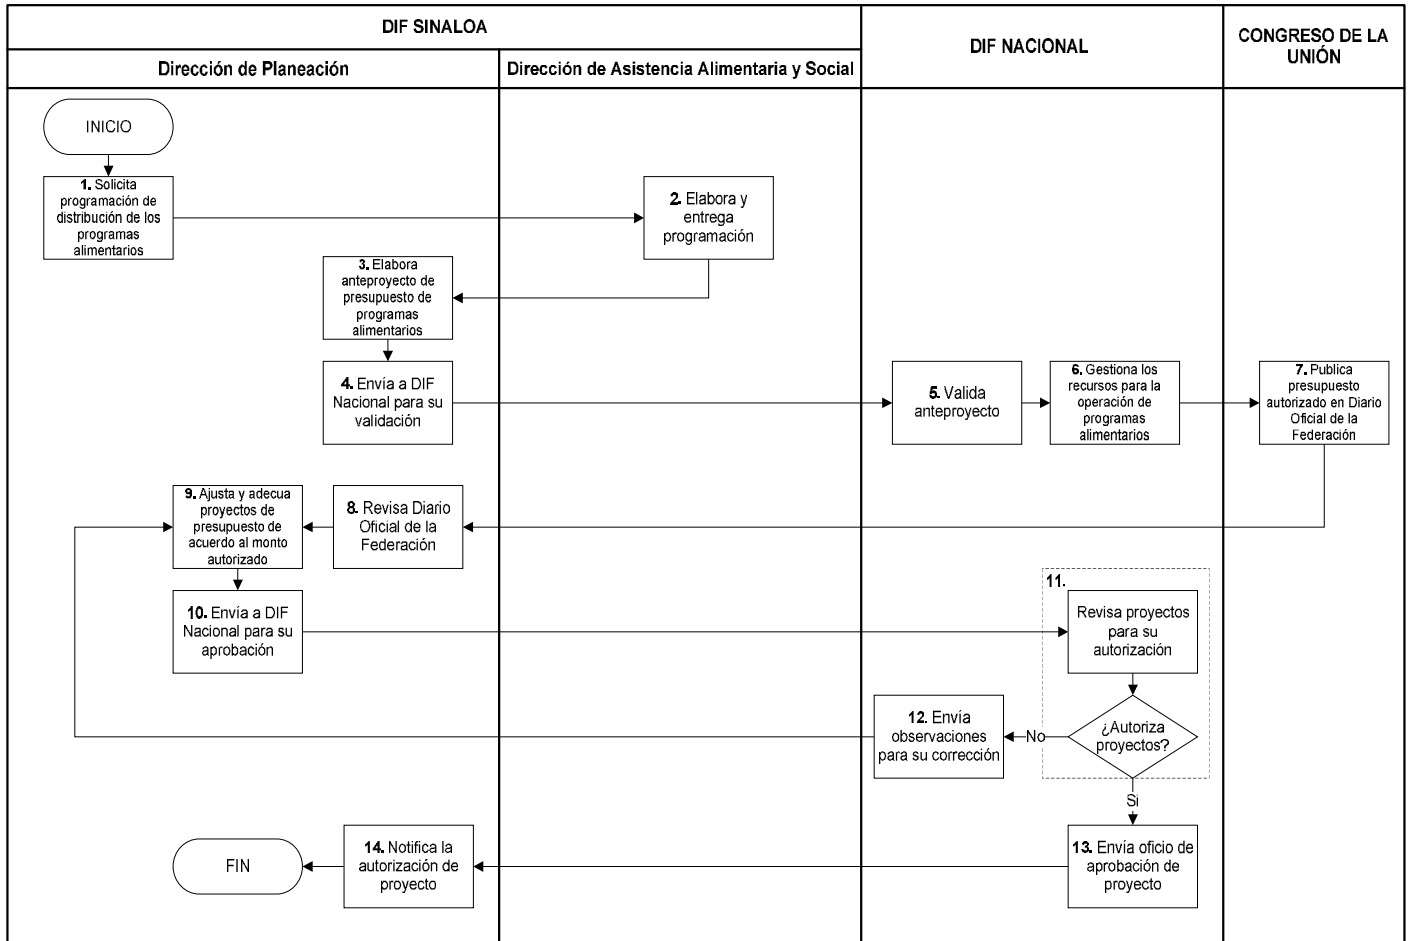 DIF SINALOA
DIF NACIONAL
CONGRESO DE LA
UNIÓN
Dirección de Planeación
Dirección de Asistencia Alimentaria y Social
INICIO
1. Solicita
programación de
distribución de los
programas
alimentarios
2. Elabora y
entrega
programación
3. Elabora
anteproyecto de
presupuesto de
programas
alimentarios
4. Envía a DIF
Nacional para su
validación
5. Valida
anteproyecto
6. Gestiona los
recursos para la
operación de
programas
alimentarios
7. Publica
presupuesto
autorizado en Diario
Oficial de la
Federación
8. Revisa Diario
Oficial de la
Federación
9. Ajusta y adecua
proyectos de
presupuesto de
acuerdo al monto
autorizado
10. Envía a DIF
Nacional para su
aprobación
11.
Revisa proyectos
para su
autorización
¿Autoriza
proyectos?
No
12. Envía
observaciones
para su corrección
Si
13. Envía oficio de
aprobación de
proyecto
14. Notifica la
autorización de
proyecto
FIN